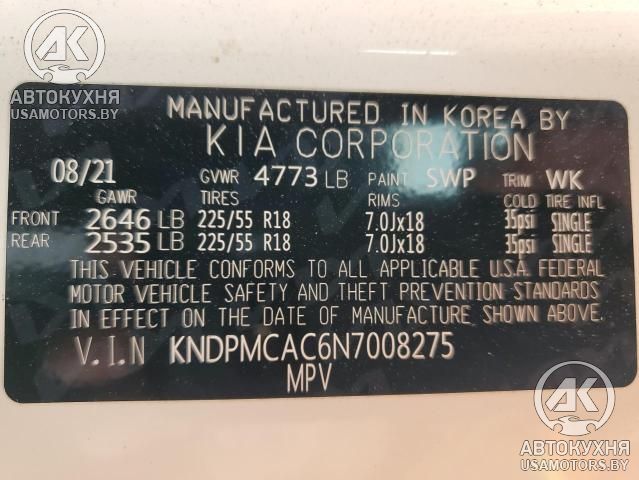 AK
АВТОКУХНЯ
USAMOTORS.BY
MANUFACTURED IN KOREA BY
KIA CORPORATION
08/21 GVWR 4773 LB PAINT SWP TRIM WK
GAWR TIRES RIMS COLD TIRE INFL
FRONT 2646 LB 225/55 R18 7.0Jx18 35psi SINGLE
REAR 2535 LB 225/55 R18 7.0Jx18 35psi SINGLE
THIS VEHICLE CONFORMS TO ALL APPLICABLE U.S.A. FEDERAL
MOTOR VEHICLE SAFETY AND THEFT PREVENTION STANDARDS
IN EFFECT ON THE DATE OF MANUFACTURE SHOWN ABOVE.
V.I.N KNDPMCAC6N7008275
MPV
AK
АВТОКУХНЯ
USAMOTORS.BY